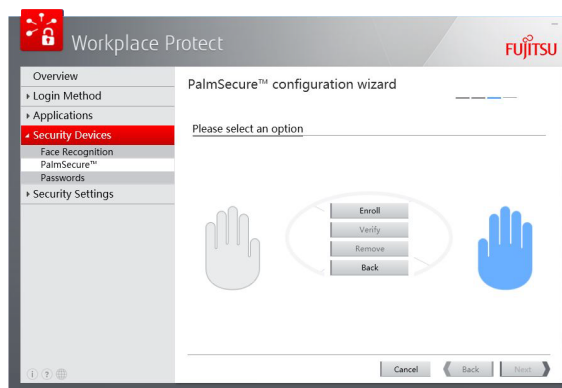 Workplace Protect
FUJITSU
Overview
Login Method
Applications
Security Devices
Face Recognition
PalmSecure™
Passwords
Security Settings
PalmSecure™ configuration wizard
Please select an option
Enroll
Verify
Remove
Back
Cancel
Back
Next